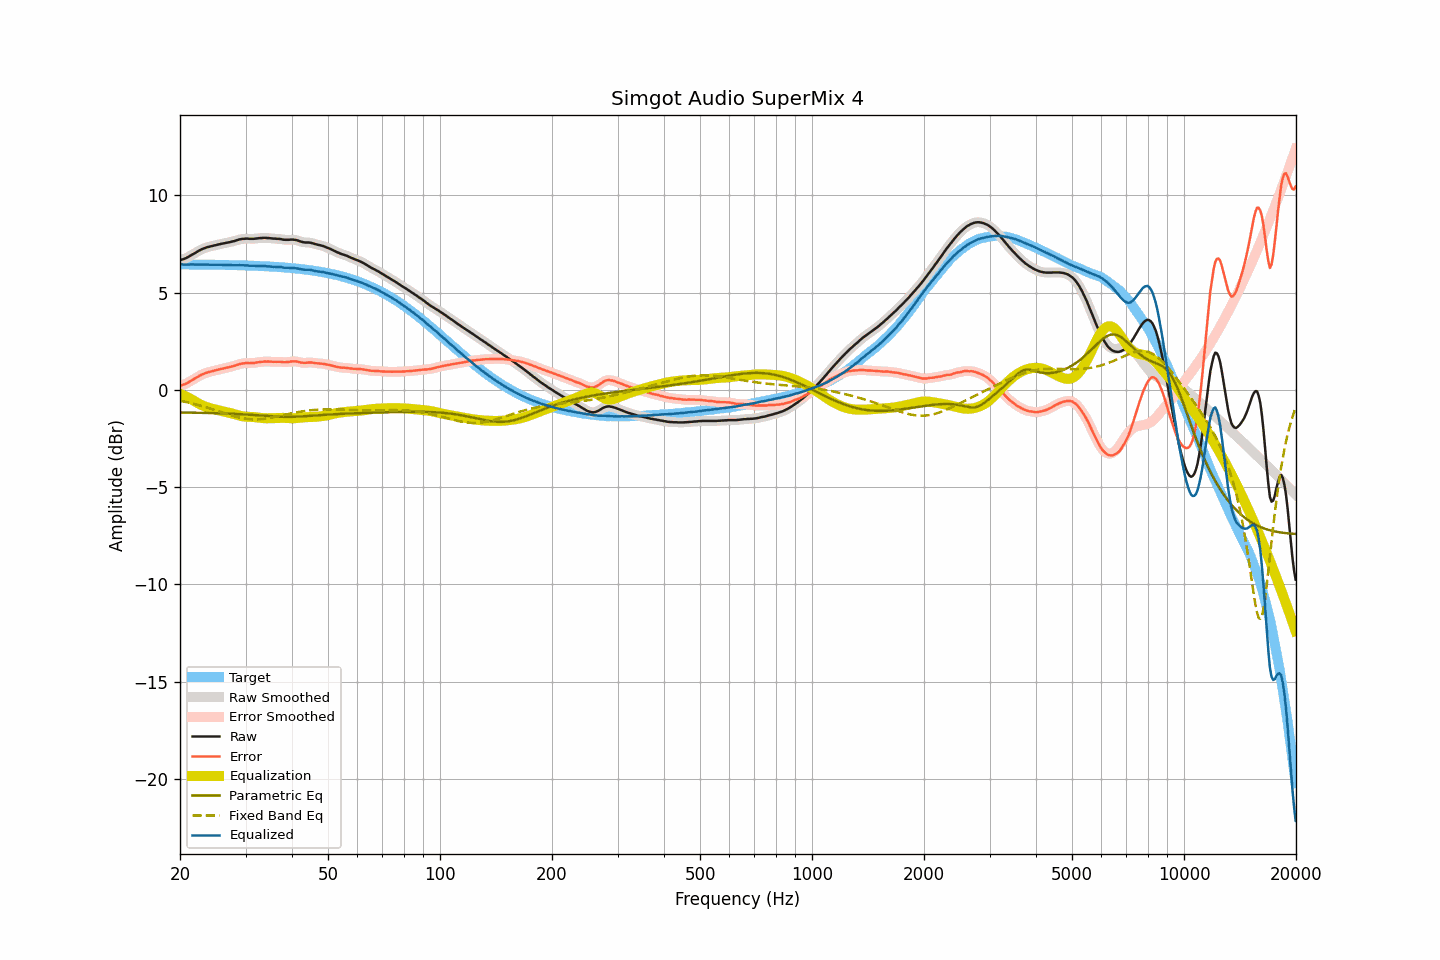 Simgot Audio SuperMix 4
Amplitude (dBr)
10
5
0
−5
−10
−15
−20
Target
Raw Smoothed
Error Smoothed
Raw
Error
Equalization
Parametric Eq
Fixed Band Eq
Equalized
20 50 100 200 500 1000 2000 5000 10000 20000
Frequency (Hz)